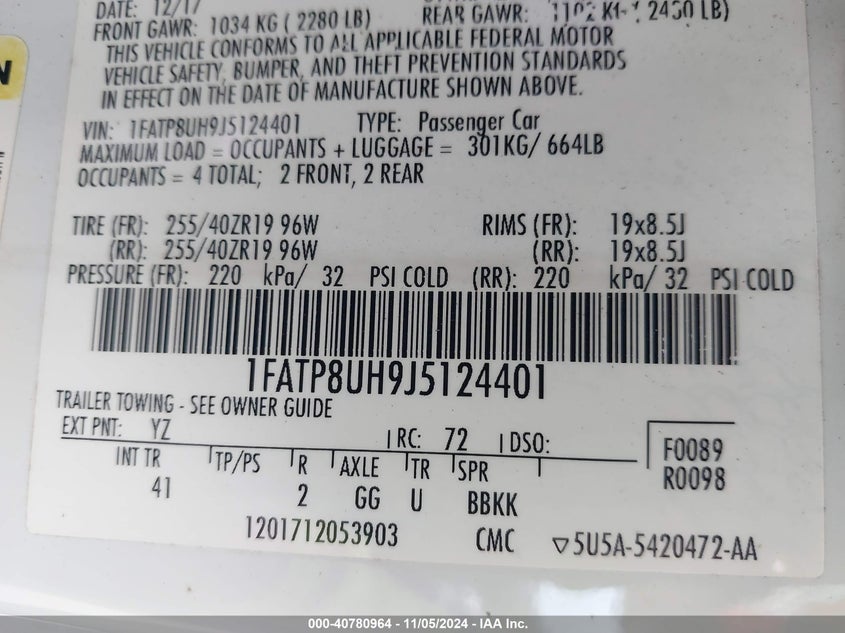 DATE: 12/17
FRONT GAWR: 1034 KG ( 2280 LB) REAR GAWR:
THIS VEHICLE CONFORMS TO ALL APPLICABLE FEDERAL MOTOR
VEHICLE SAFETY, BUMPER, AND THEFT PREVENTION STANDARDS
IN EFFECT ON THE DATE OF MANUFACTURE SHOWN ABOVE.
VIN: 1FATP8UH9J5124401 TYPE: Passenger Car
MAXIMUM LOAD = OCCUPANTS + LUGGAGE = 301KG/ 664LB
OCCUPANTS = 4 TOTAL; 2 FRONT, 2 REAR
TIRE (FR): 255/40ZR19 96W RIMS (FR): 19x8.5J
(RR): 255/40ZR19 96W (RR): 19x8.5J
PRESSURE (FR): 220 kPa/ 32 PSI COLD (RR): 220 kPa/ 32 PSI COLD
1FATP8UH9J5124401
TRAILER TOWING - SEE OWNER GUIDE
EXT PNT: YZ RC: 72 DSO: F0089
INT TR TP/PS R AXLE TR SPR R0098
41 2 GG U BBKK
1201712053903 CMC ▽5U5A-5420472-AA
N
000-40780964 - 11/05/2024 - IAA Inc.